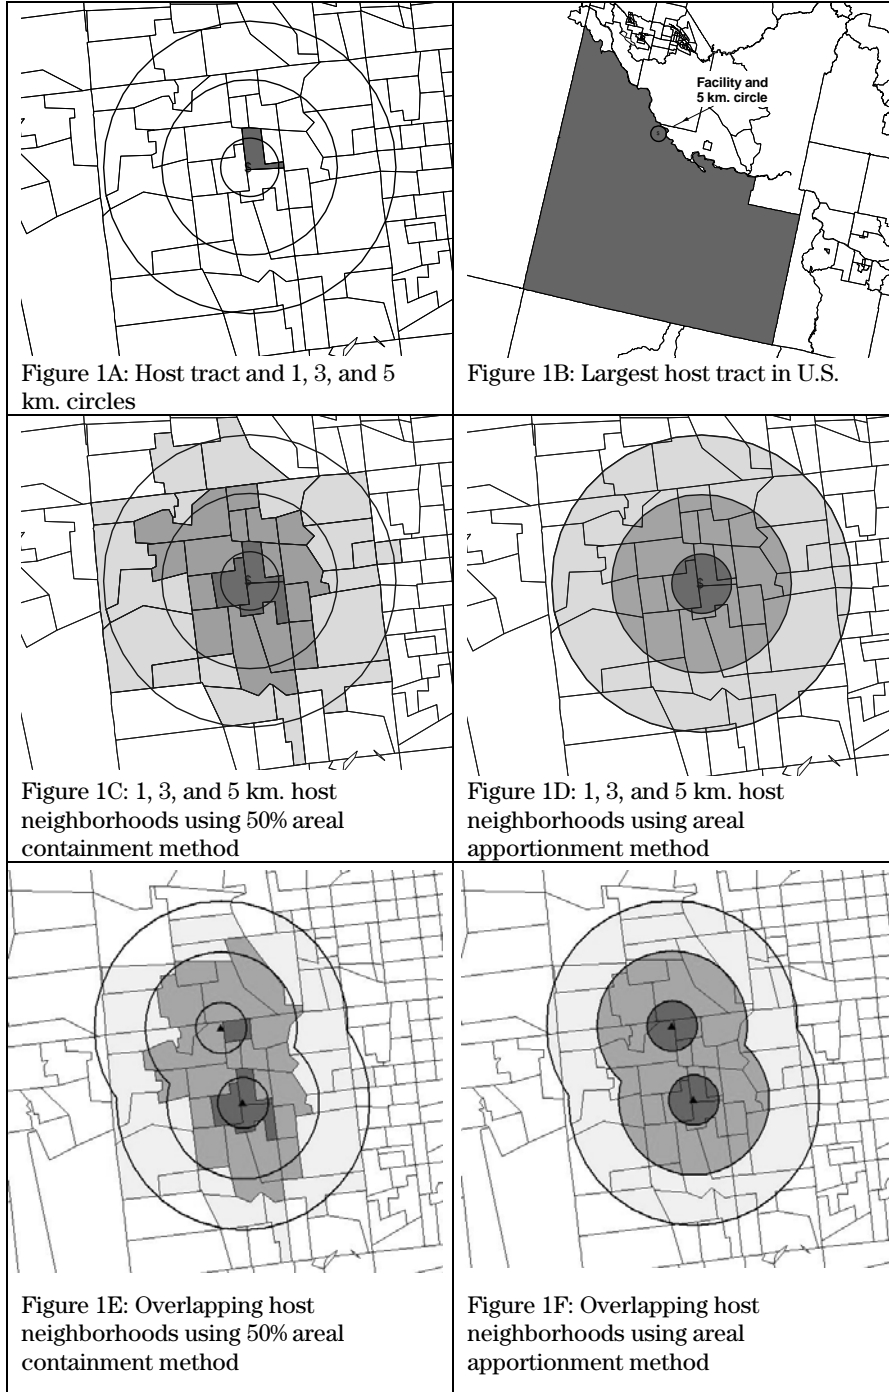 Facility and
5 km. circle
Figure 1A: Host tract and 1, 3, and 5
km. circles
Figure 1B: Largest host tract in U.S.
Figure 1C: 1, 3, and 5 km. host
neighborhoods using 50% areal
containment method
Figure 1D: 1, 3, and 5 km. host
neighborhoods using areal
apportionment method
Figure 1E: Overlapping host
neighborhoods using 50% areal
containment method
Figure 1F: Overlapping host
neighborhoods using areal
apportionment method